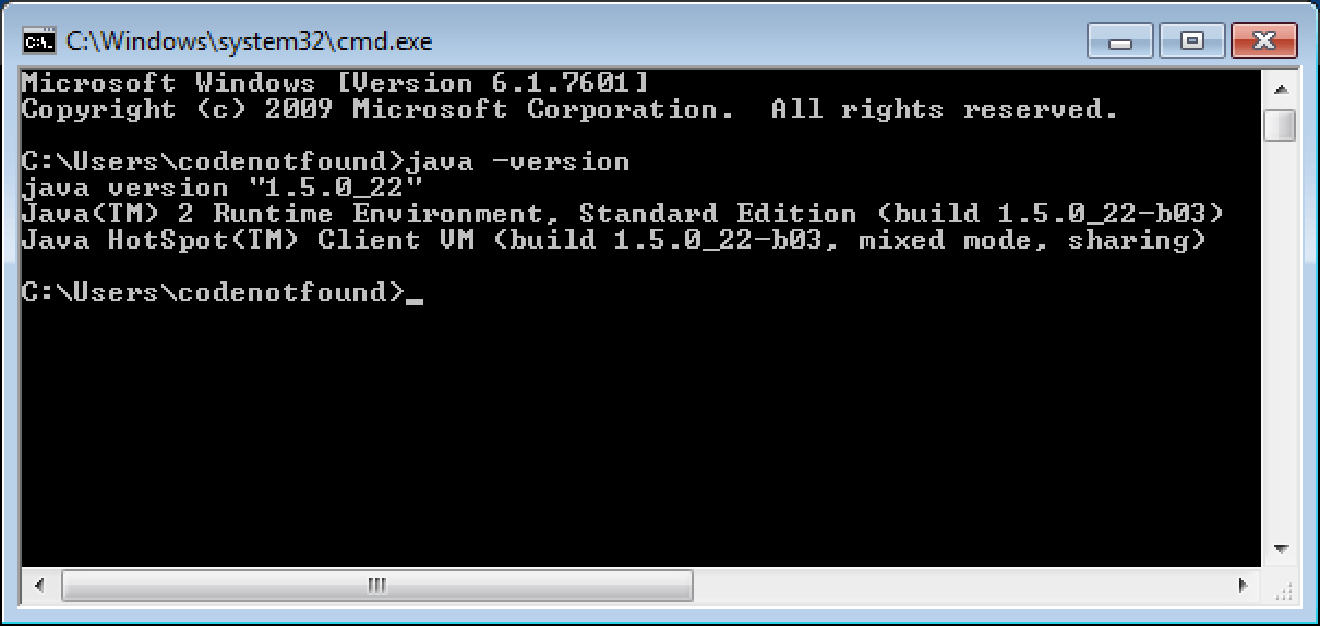 C:\Windows\system32\cmd.exe
Microsoft Windows [Version 6.1.7601]
Copyright (c) 2009 Microsoft Corporation.  All rights reserved.
C:\Users\codenotfound>java -version
java version "1.5.0_22"
Java(TM) 2 Runtime Environment, Standard Edition (build 1.5.0_22-b03)
Java HotSpot(TM) Client VM (build 1.5.0_22-b03, mixed mode, sharing)
C:\Users\codenotfound>_